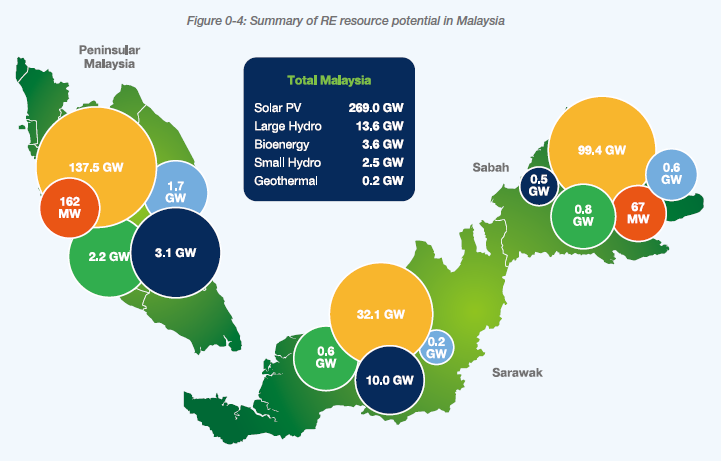 Figure 0-4: Summary of RE resource potential in Malaysia
Peninsular
Malaysia
Total Malaysia
Solar PV 269.0 GW
Large Hydro 13.6 GW
Bioenergy 3.6 GW
Small Hydro 2.5 GW
Geothermal 0.2 GW
137.5 GW
1.7
GW
162
MW
2.2 GW
3.1 GW
Sabah
99.4 GW
0.6
GW
0.5
GW
0.8
GW
67
MW
32.1 GW
0.2
GW
0.6
GW
10.0 GW
Sarawak